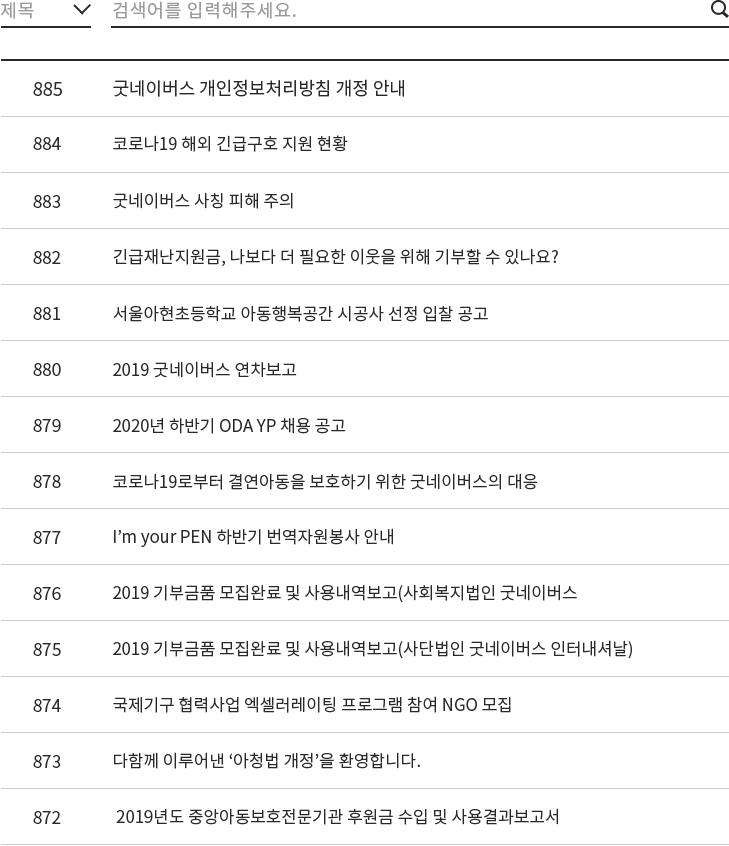 제목 검색어를 입력해주세요.
885 굿네이버스 개인정보처리방침 개정 안내
884 코로나19 해외 긴급구호 지원 현황
883 굿네이버스 사칭 피해 주의
882 긴급재난지원금, 나보다 더 필요한 이웃을 위해 기부할 수 있나요?
881 서울아현초등학교 아동행복공간 시공사 선정 입찰 공고
880 2019 굿네이버스 연차보고
879 2020년 하반기 ODA YP 채용 공고
878 코로나19로부터 결연아동을 보호하기 위한 굿네이버스의 대응
877 I’m your PEN 하반기 번역자원봉사 안내
876 2019 기부금품 모집완료 및 사용내역보고(사회복지법인 굿네이버스
875 2019 기부금품 모집완료 및 사용내역보고(사단법인 굿네이버스 인터내셔날)
874 국제기구 협력사업 엑셀러레이팅 프로그램 참여 NGO 모집
873 다함께 이루어낸 ‘아청법 개정’을 환영합니다.
872 2019년도 중앙아동보호전문기관 후원금 수입 및 사용결과보고서